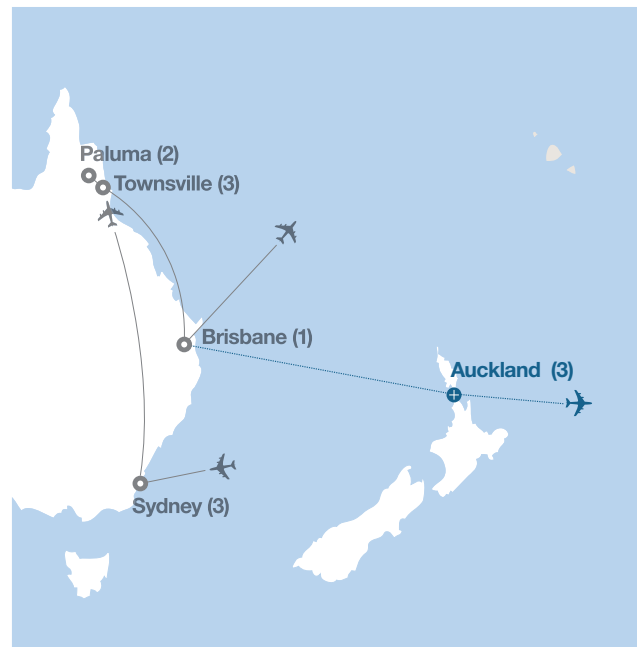 Paluma (2)
Townsville (3)
Brisbane (1)
Auckland (3)
Sydney (3)